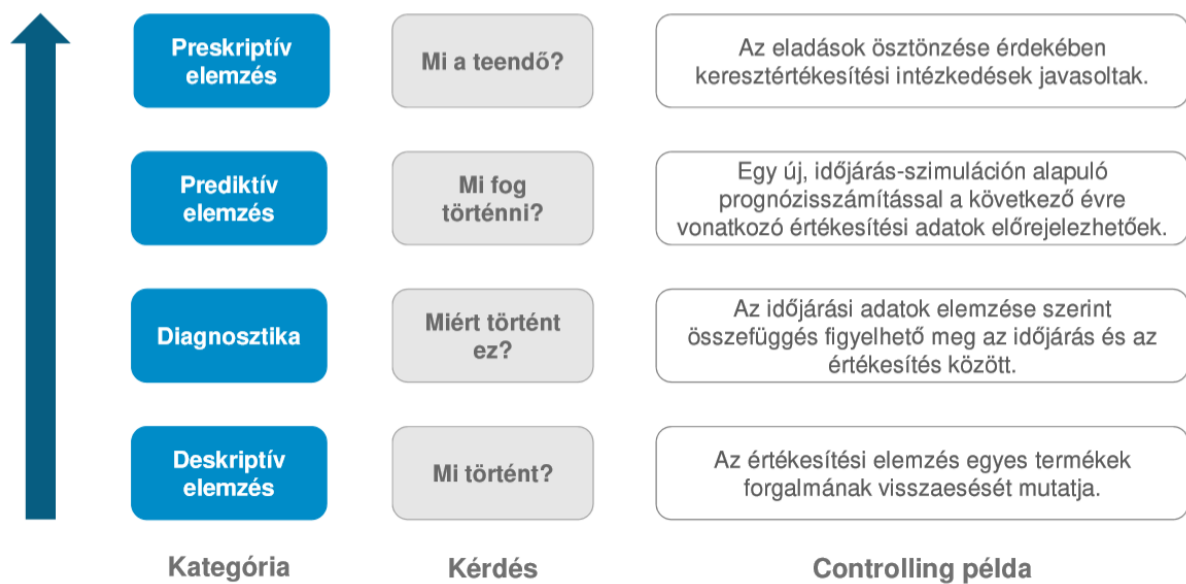 Preskriptív
elemzés
Mi a teendő?
Az eladások ösztönzése érdekében
keresztértékesítési intézkedések javasoltak.
Prediktív
elemzés
Mi fog
történni?
Egy új, időjárás-szimuláción alapuló
prognózisszámítással a következő évre
vonatkozó értékesítési adatok előrejelezhetőek.
Diagnosztika
Miért történt
ez?
Az időjárási adatok elemzése szerint
összefüggés figyelhető meg az időjárás és az
értékesítés között.
Deskriptív
elemzés
Mi történt?
Az értékesítési elemzés egyes termékek
forgalmának visszaesését mutatja.
Kategória
Kérdés
Controlling példa